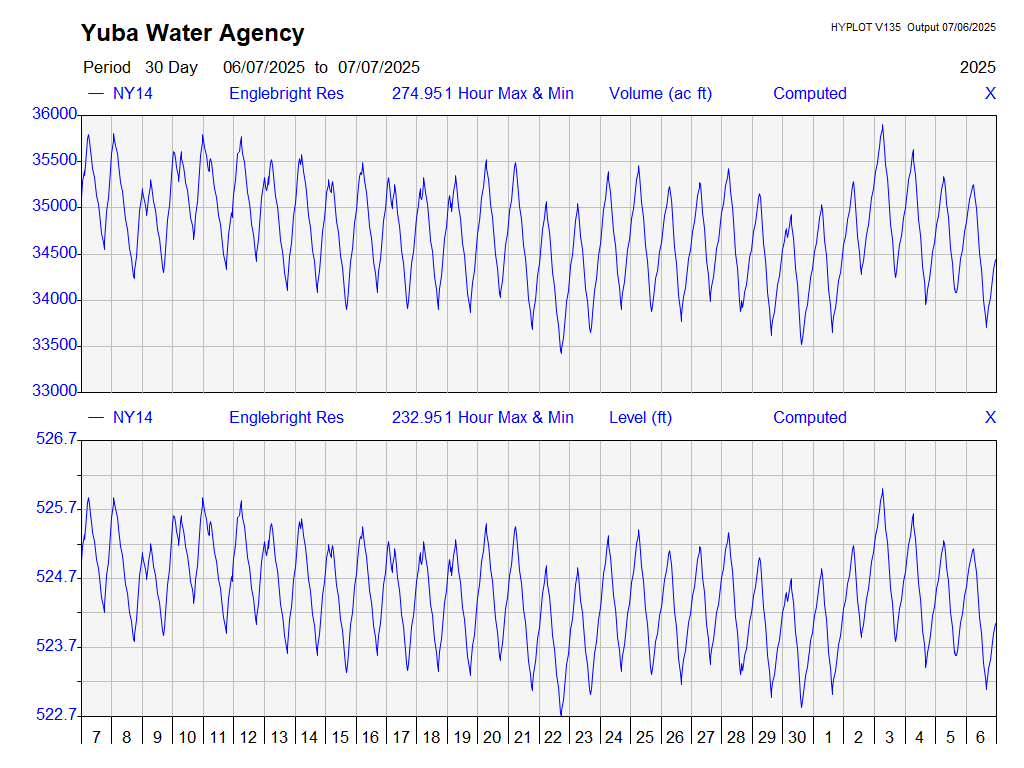 Yuba Water Agency
HYPLOT V135 Output 07/06/2025
Period 30 Day 06/07/2025 to 07/07/2025 2025
NY14 Englebright Res 274.951 Hour Max & Min Volume (ac ft) Computed X
36000
35500
35000
34500
34000
33500
33000
NY14 Englebright Res 232.951 Hour Max & Min Level (ft) Computed X
526.7
525.7
524.7
523.7
522.7
7 8 9 10 11 12 13 14 15 16 17 18 19 20 21 22 23 24 25 26 27 28 29 30 1 2 3 4 5 6